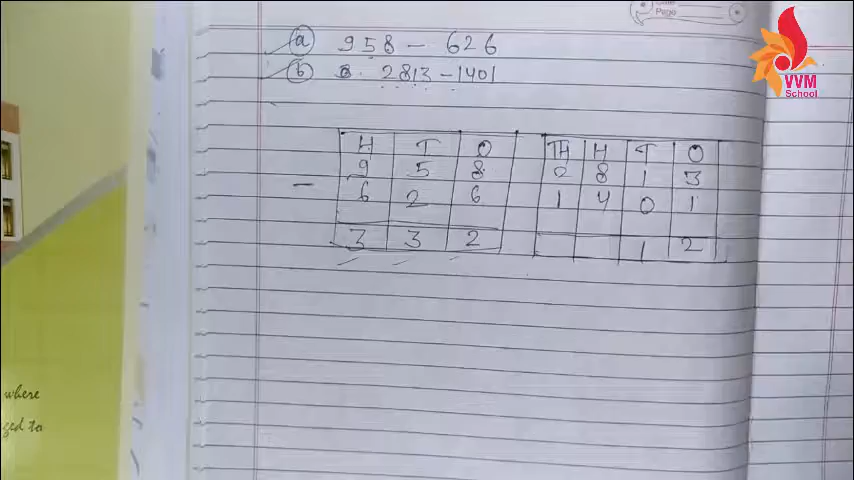 Page
VVM
School
a 958 - 626
b 2813 - 1401
H T O
9 5 8
- 6 2 6
3 3 2
TH H T O
2 8 1 3
1 4 0 1
1 2
where
ged to